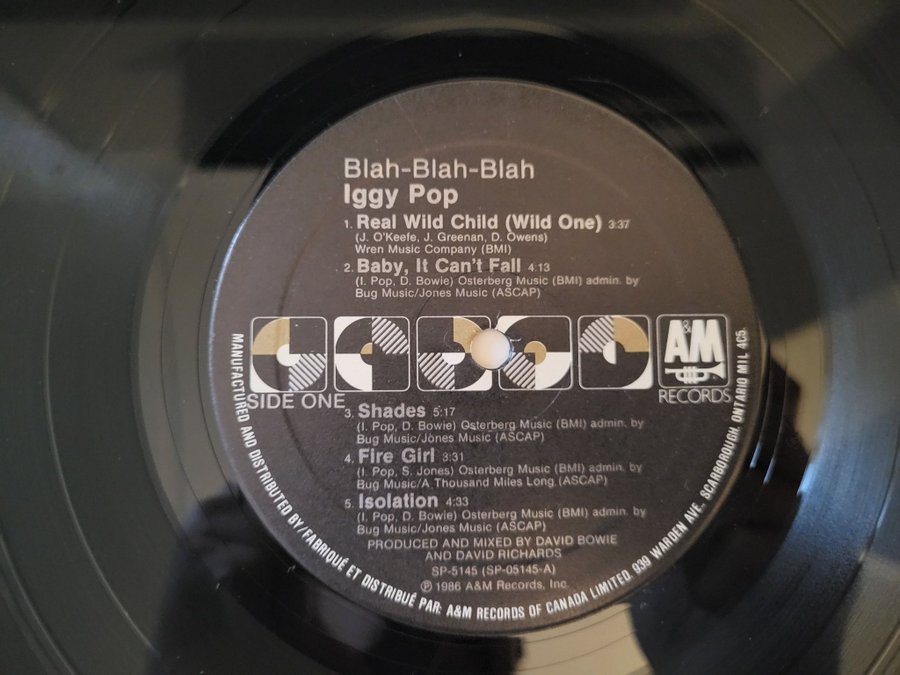 Blah-Blah-Blah
Iggy Pop
1. Real Wild Child (Wild One) 3:37
(J. O'Keefe, J. Greenan, D. Owens)
Wren Music Company (BMI)
2. Baby, It Can't Fall 4:13
(I. Pop, D. Bowie) Osterberg Music (BMI) admin. by
Bug Music/Jones Music (ASCAP)
A&M
RECORDS
SIDE ONE
3. Shades 5:17
(I. Pop, D. Bowie) Osterberg Music (BMI) admin. by
Bug Music/Jones Music (ASCAP)
4. Fire Girl 3:31
(I. Pop, S. Jones) Osterberg Music (BMI) admin. by
Bug Music/A Thousand Miles Long (ASCAP)
5. Isolation 4:33
(I. Pop, D. Bowie) Osterberg Music (BMI) admin. by
Bug Music/Jones Music (ASCAP)
PRODUCED AND MIXED BY DAVID BOWIE
AND DAVID RICHARDS
SP-5145 (SP-05145-A)
℗ 1986 A&M Records, Inc.
MANUFACTURED AND DISTRIBUTED BY/FABRIQUÉ ET DISTRIBUÉ PAR: A&M RECORDS OF CANADA LIMITED, 939 WARDEN AVE. SCARBOROUGH, ONTARIO MIL 4C5.